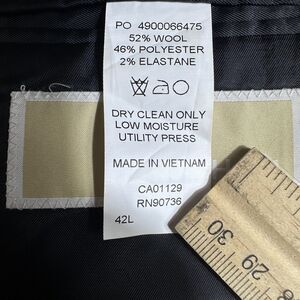 PO 4900066475
52% WOOL
46% POLYESTER
2% ELASTANE
DRY CLEAN ONLY
LOW MOISTURE
UTILITY PRESS
MADE IN VIETNAM
CA01129
RN90736
42L
29 30